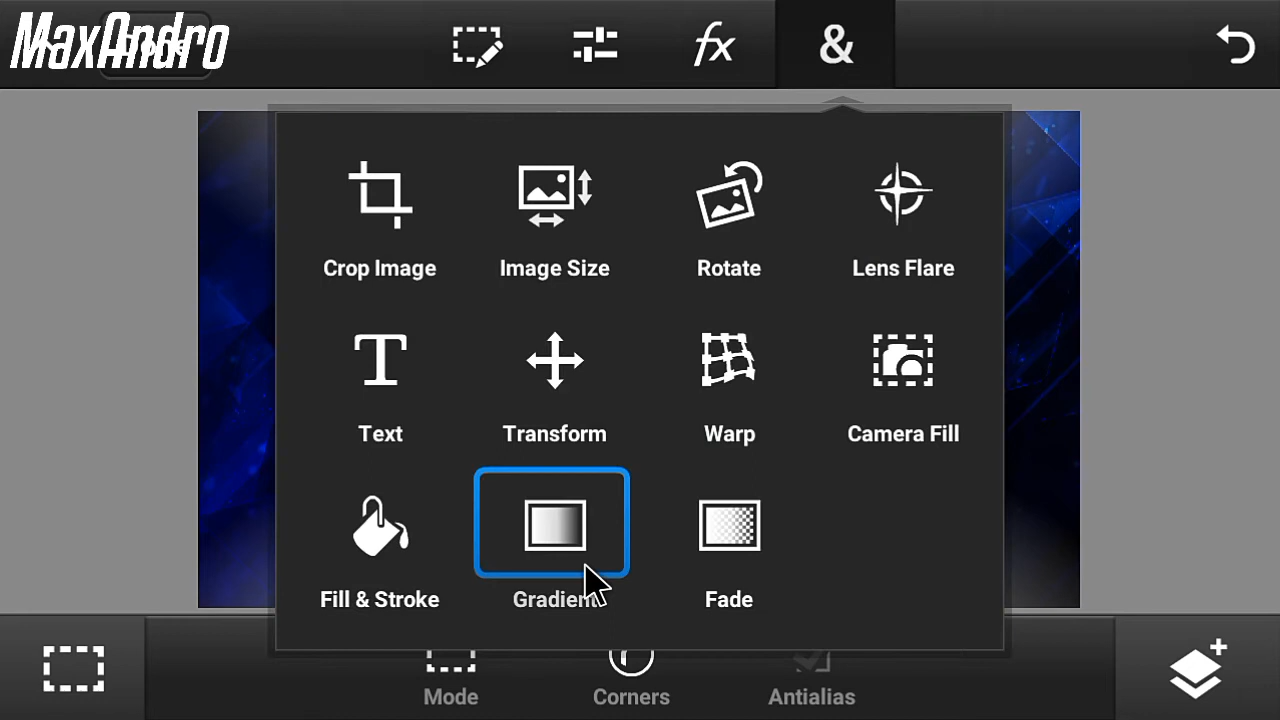 MaxAndro
fx
&
Crop Image
Image Size
Rotate
Lens Flare
T
Text
Transform
Warp
Camera Fill
Fill & Stroke
Gradient
Fade
Mode
Corners
Antialias